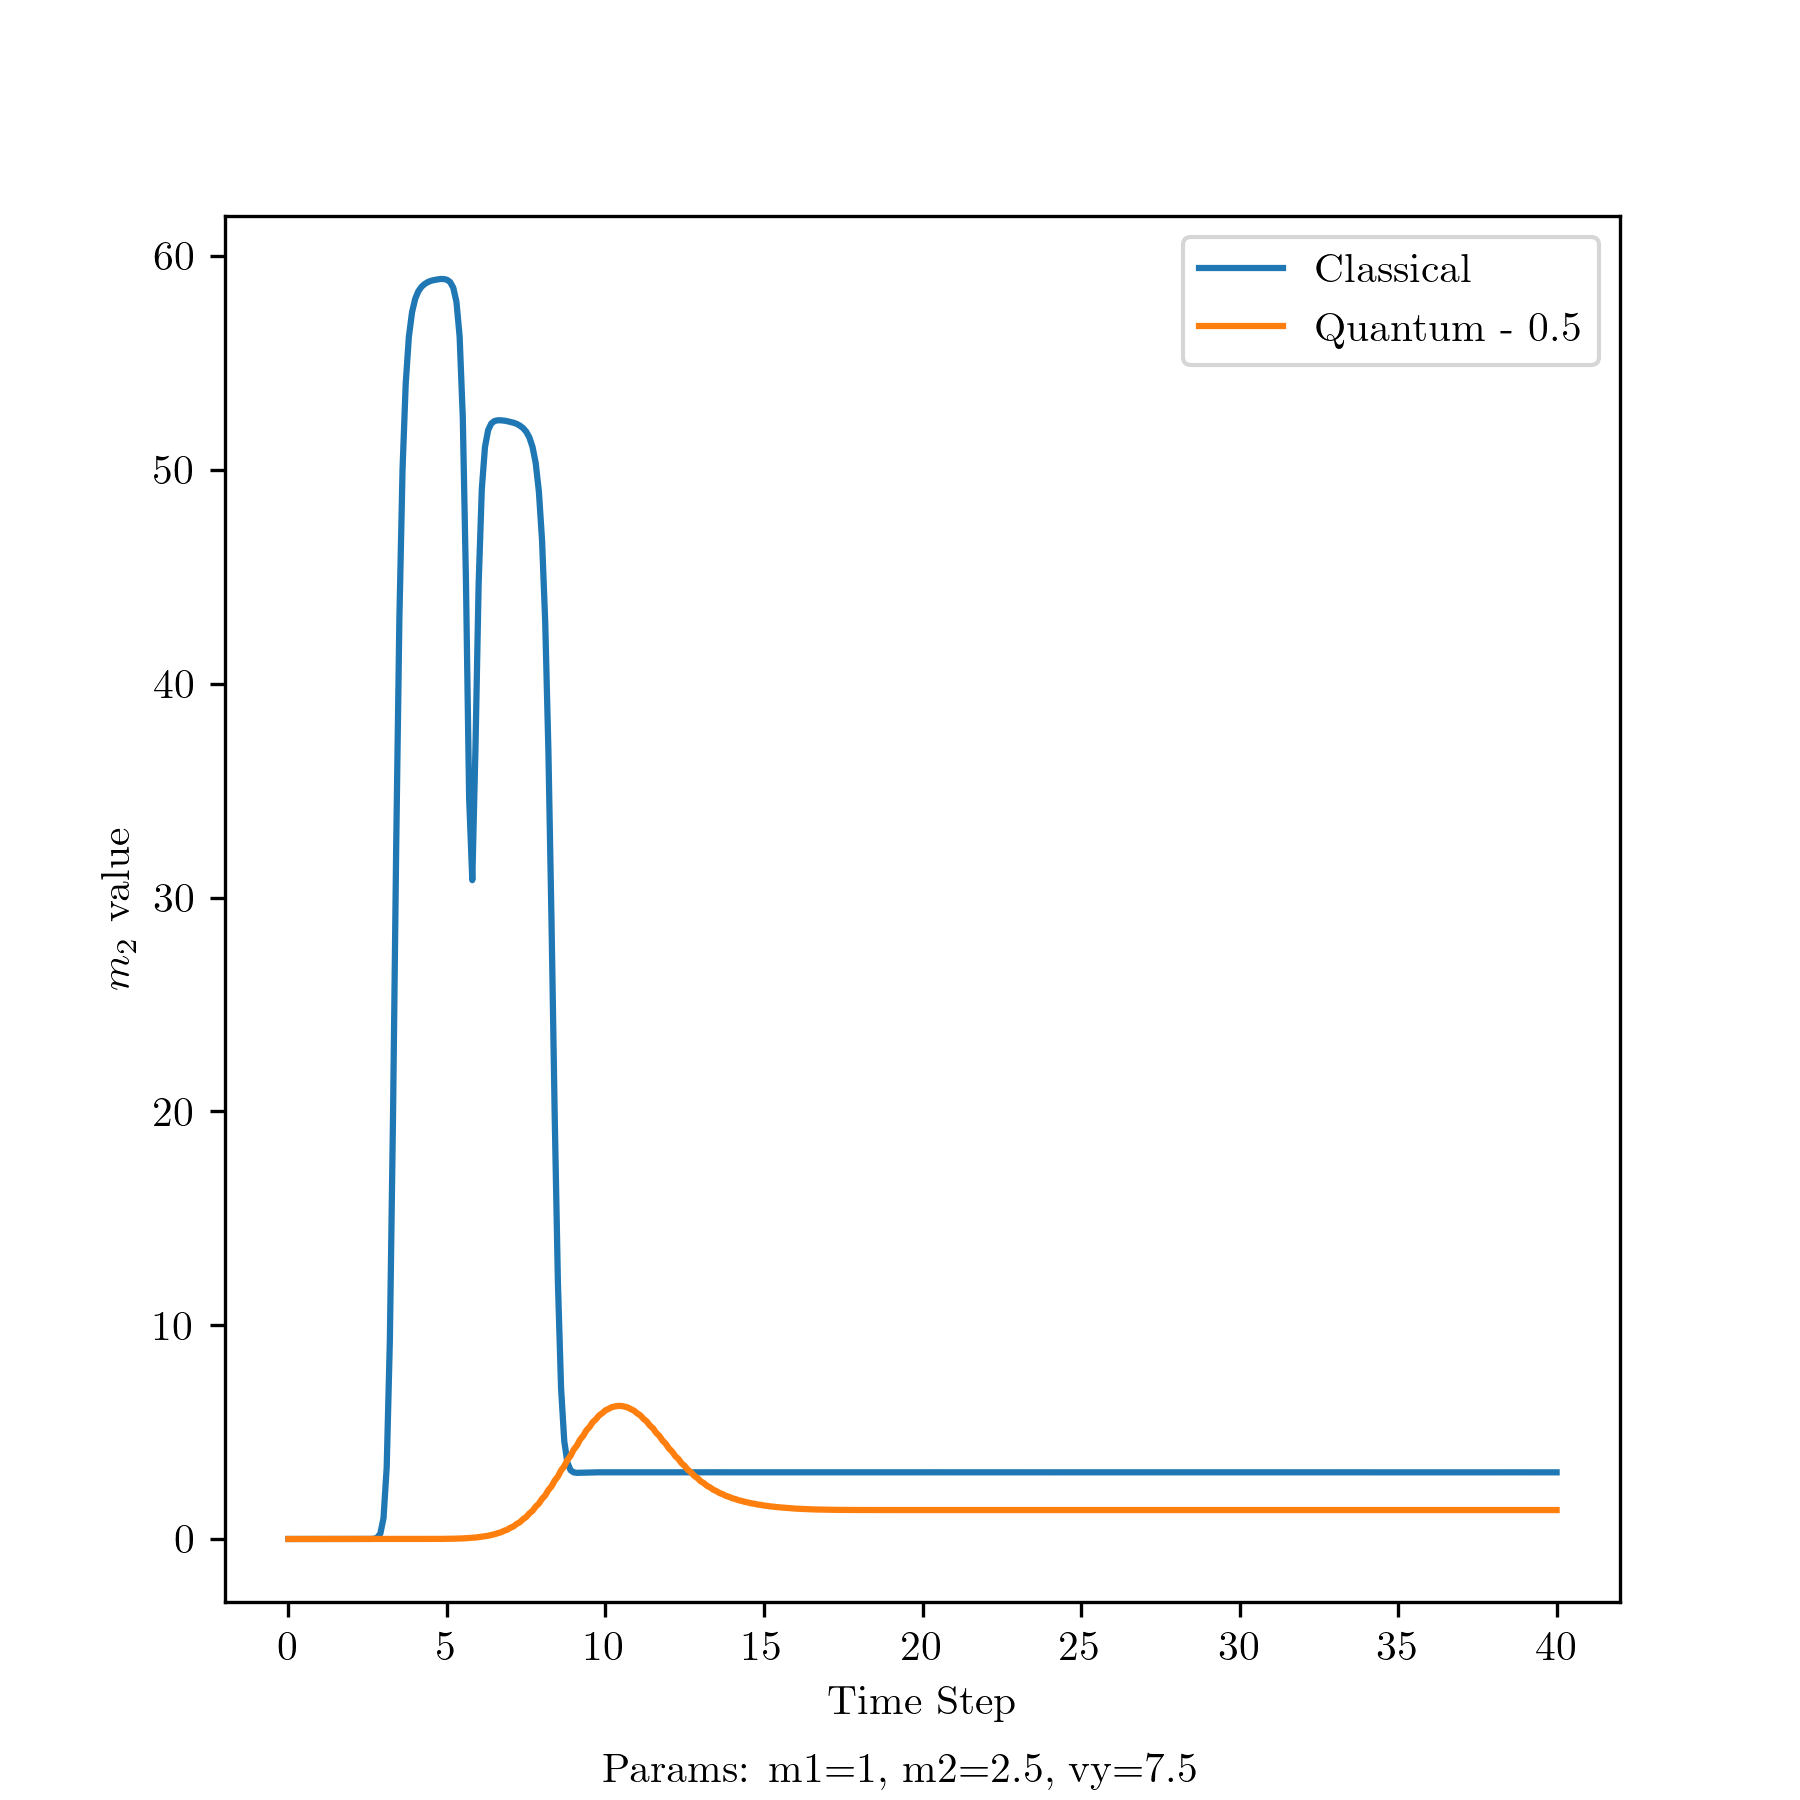 Classical
Quantum - 0.5
60
50
40
30
20
10
0
m₂ value
0 5 10 15 20 25 30 35 40
Time Step
Params: m1=1, m2=2.5, vy=7.5